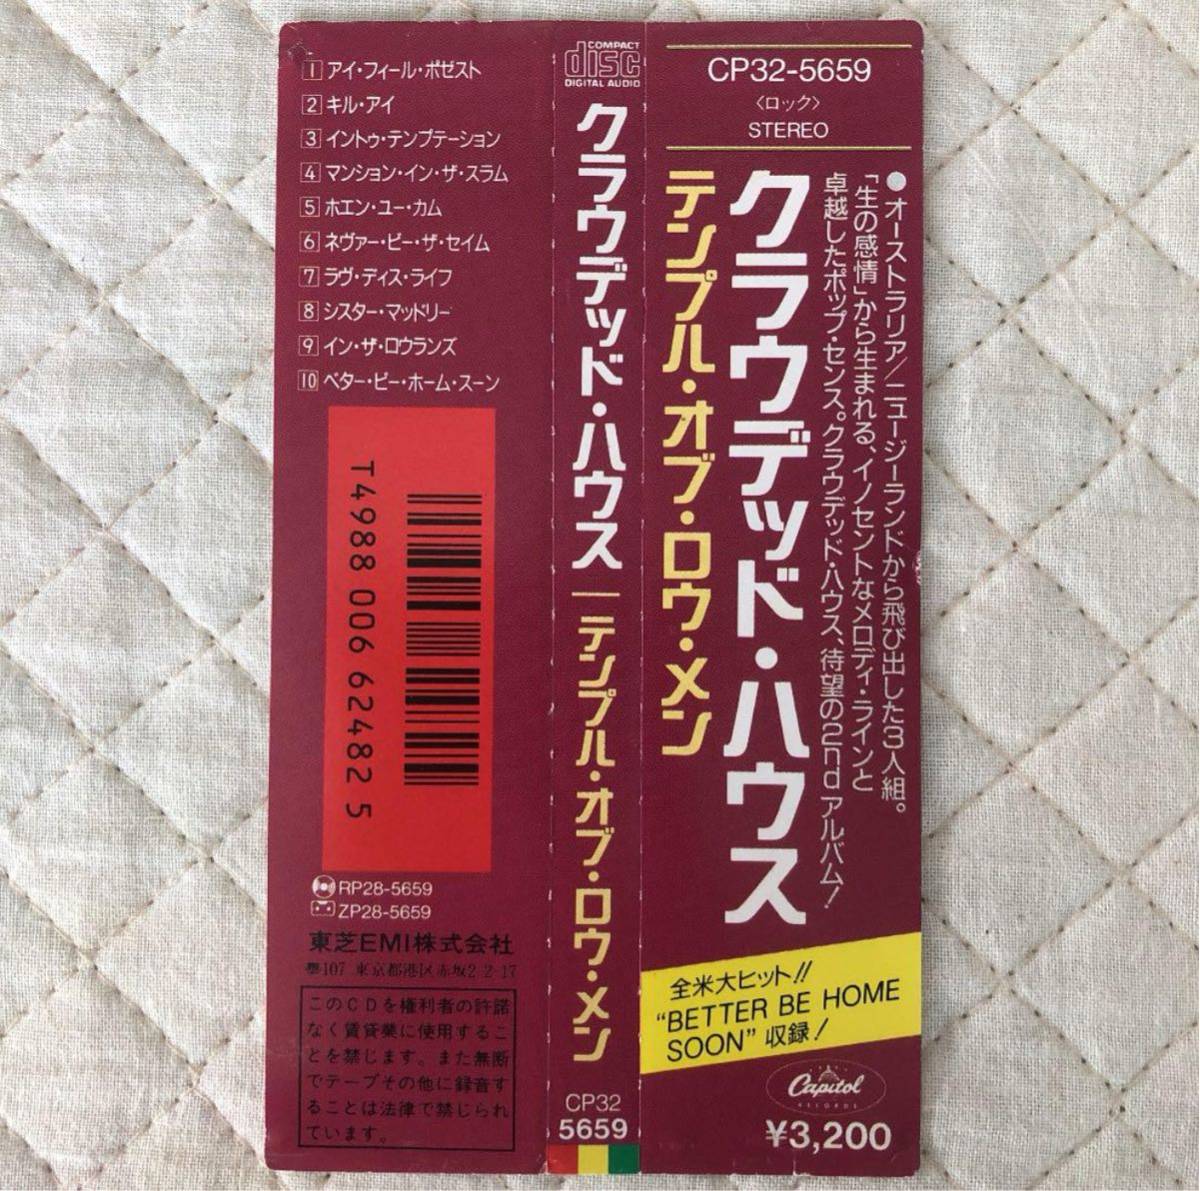 1 アイ・フィール・ポゼスト
2 キル・アイ
3 イントゥ・テンプテーション
4 マンション・イン・ザ・スラム
5 ホエン・ユー・カム
6 ネヴァー・ビー・ザ・セイム
7 ラヴ・ディス・ライフ
8 シスター・マッドリー
9 イン・ザ・ロウランズ
10 ベター・ビー・ホーム・スーン
T4988 006 62482 5
RP28-5659
ZP28-5659
東芝EMI株式会社
〒107 東京都港区赤坂2-2-17
このCDを権利者の許諾
なく賃貸業に使用するこ
とを禁じます。また無断
でテープその他に録音す
ることは法律で禁じられ
ています。
COMPACT
disc
DIGITAL AUDIO
クラウデッド・ハウス｜テンプル・オブ・ロウ・メン
CP32
5659
CP32-5659
〈ロック〉
STEREO
●オーストラリア/ニュージーランドから飛び出した3人組。
「生の感情」から生まれる、イノセントなメロディ・ラインと
卓越したポップ・センス。クラウデッド・ハウス、待望の2nd アルバム!
クラウデッド・ハウス
テンプル・オブ・ロウ・メン
全米大ヒット!!
“BETTER BE HOME
SOON” 収録!
Capitol
RECORDS
¥3,200